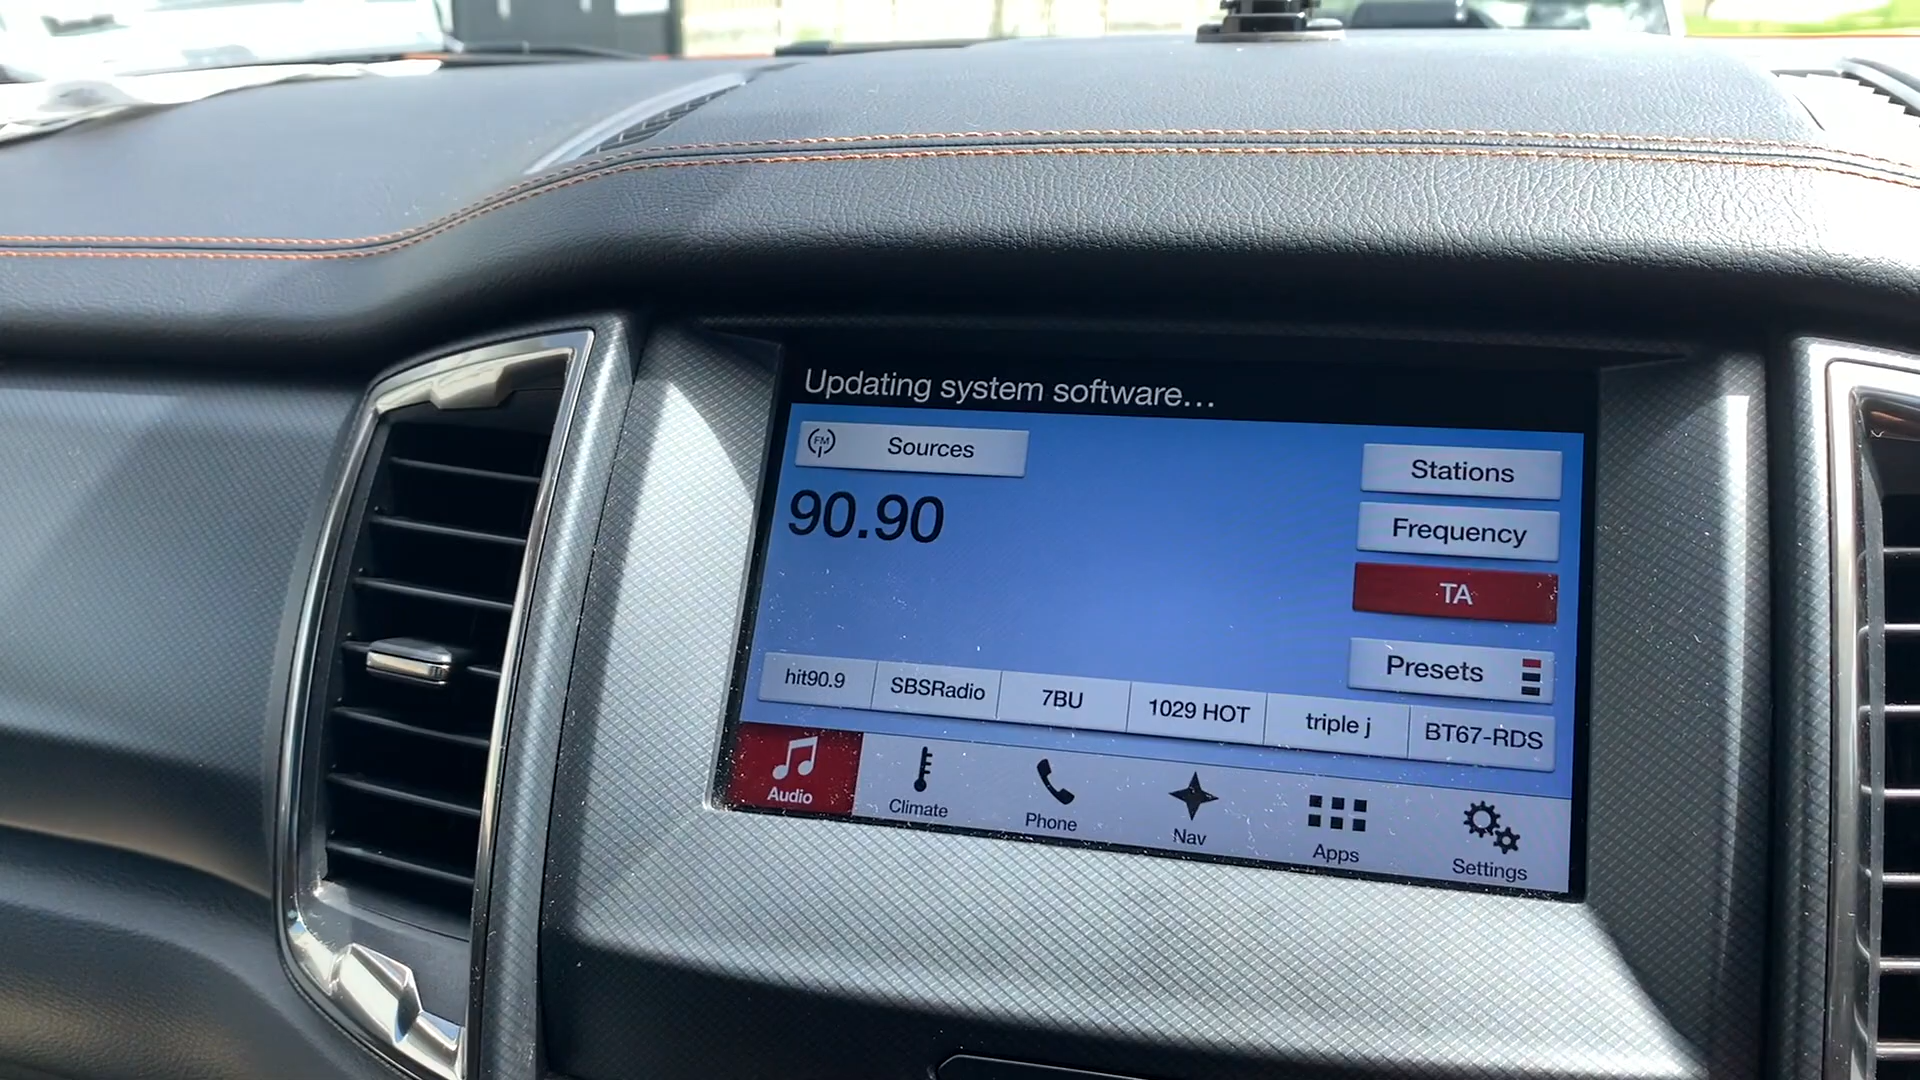 Updating system software...
FM
Sources
Stations
90.90
Frequency
TA
Presets
hit90.9
SBSRadio
7BU
1029 HOT
triple j
BT67-RDS
Audio
Climate
Phone
Nav
Apps
Settings